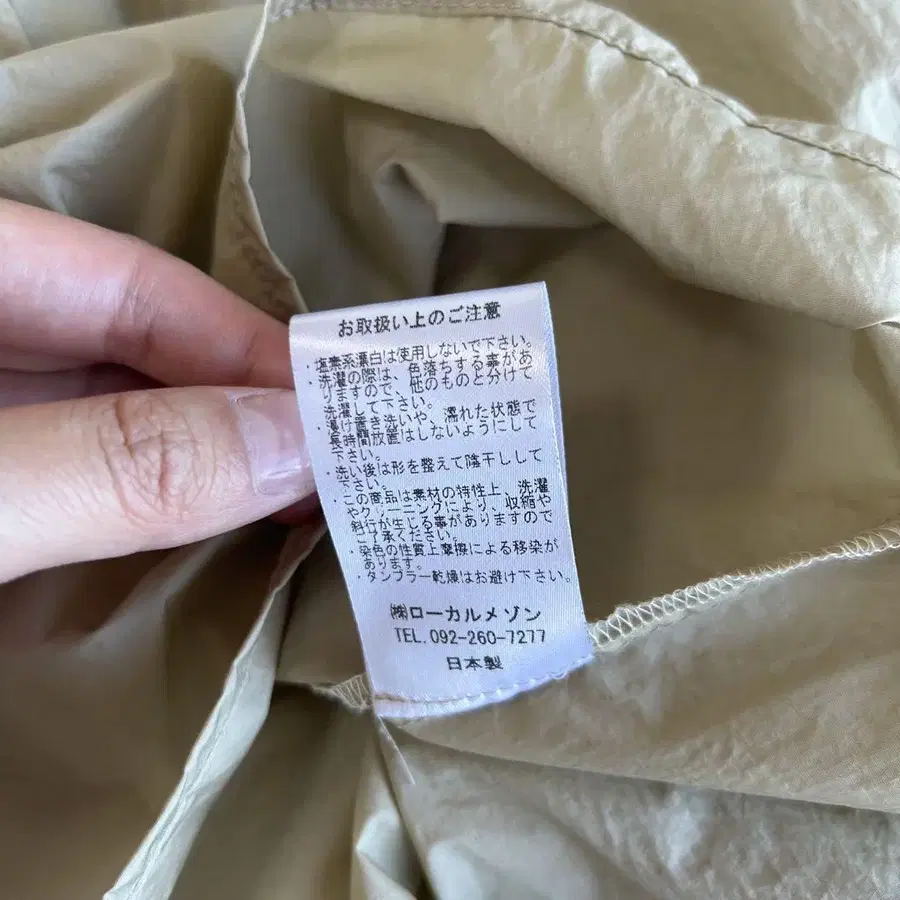 お取扱い上のご注意
・塩素系漂白は使用しないで下さい。
・洗濯の際は、色落ちする事があ
りますので、他のものと分けて
洗濯して下さい。
・漬け置き洗いや、濡れた状態で
長時間放置はしないようにして
下さい。
・洗い後は形を整えて陰干しして
下さい。
・この商品は素材の特性上、洗濯
やクリーニングにより、収縮や
斜行が生じる事がありますので
ご了承ください。
・染色の性質上摩擦による移染が
あります。
・タンブラー乾燥はお避け下さい。
㈱ローカルメゾン
TEL.092-260-7277
日本製